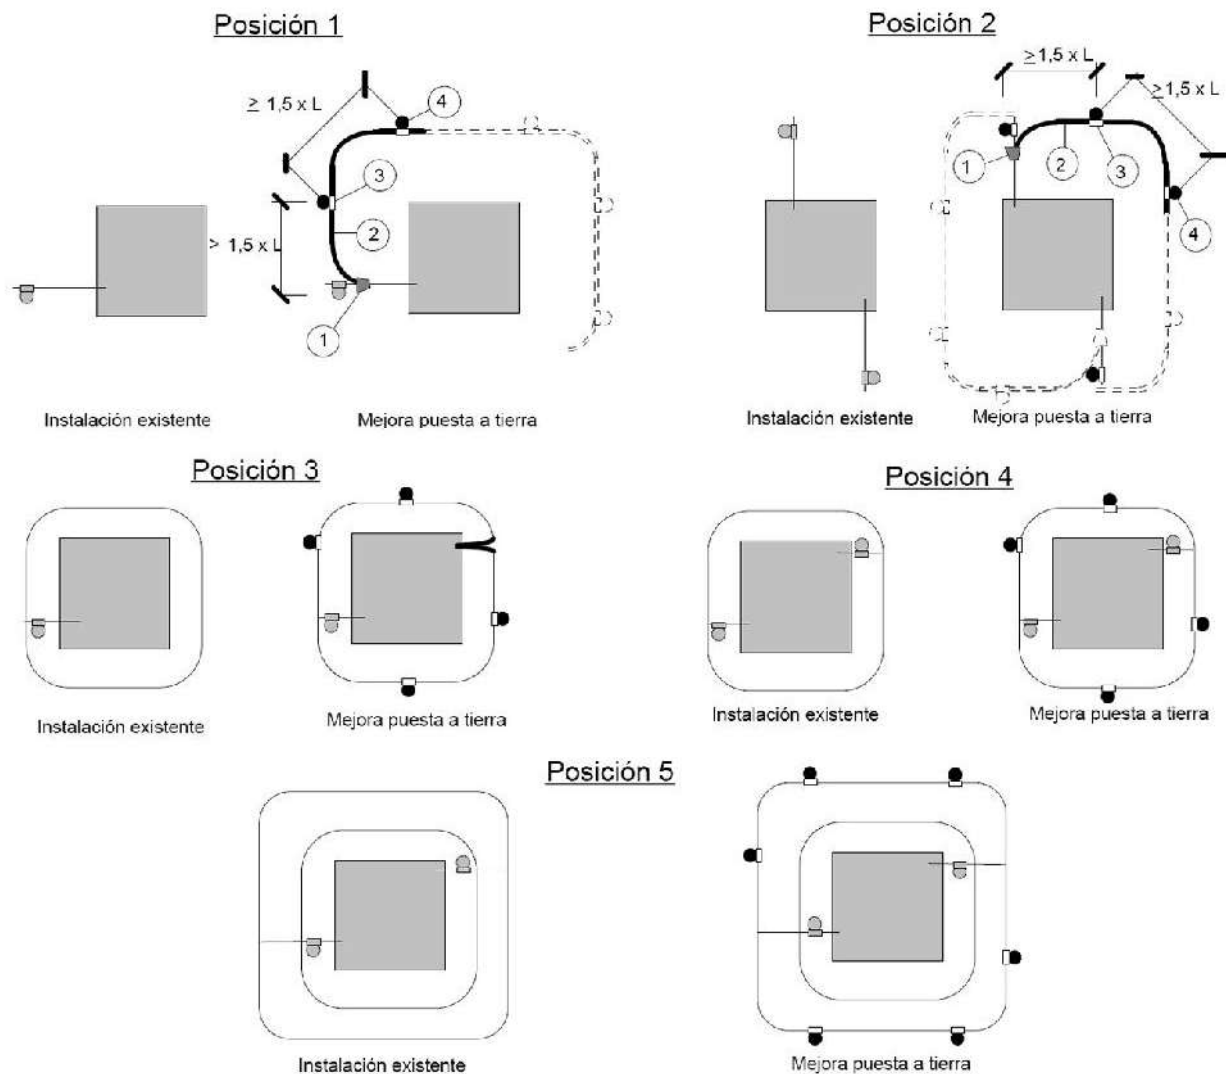 Posición 1
Posición 2
≥ 1,5 x L
4
3
> 1,5 x L
2
1
≥1,5 x L
≥1,5 x L
1
2
3
4
Instalación existente
Mejora puesta a tierra
Instalación existente
Mejora puesta a tierra
Posición 3
Posición 4
Instalación existente
Mejora puesta a tierra
Instalación existente
Mejora puesta a tierra
Posición 5
Instalación existente
Mejora puesta a tierra